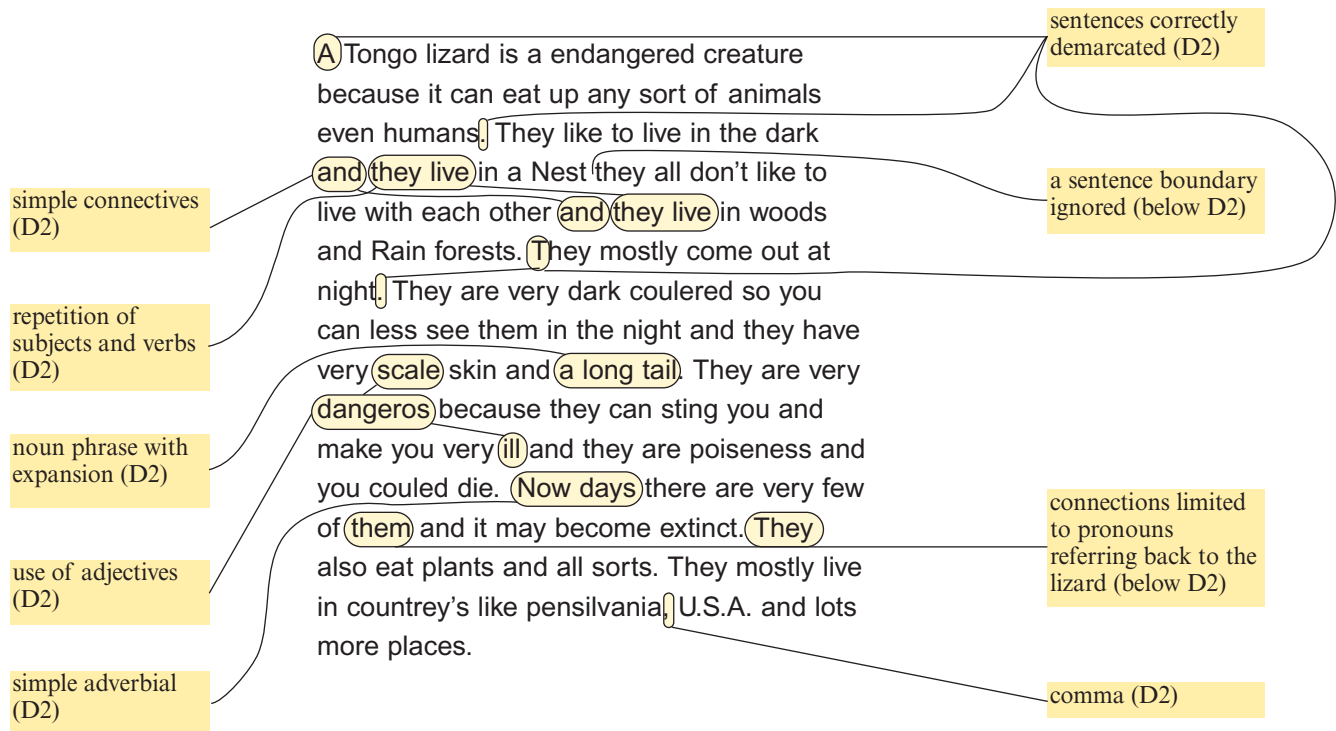 sentences correctly
demarcated (D2)
A Tongo lizard is a endangered creature
because it can eat up any sort of animals
even humans. They like to live in the dark
and they live in a Nest they all don't like to
live with each other and they live in woods
and Rain forests. They mostly come out at
night. They are very dark coulered so you
can less see them in the night and they have
very scale skin and a long tail. They are very
dangeros because they can sting you and
make you very ill and they are poiseness and
you couled die. Now days there are very few
of them and it may become extinct. They
also eat plants and all sorts. They mostly live
in countrey's like pensilvania, U.S.A. and lots
more places.
simple connectives
(D2)
repetition of
subjects and verbs
(D2)
noun phrase with
expansion (D2)
use of adjectives
(D2)
simple adverbial
(D2)
a sentence boundary
ignored (below D2)
connections limited
to pronouns
referring back to the
lizard (below D2)
comma (D2)